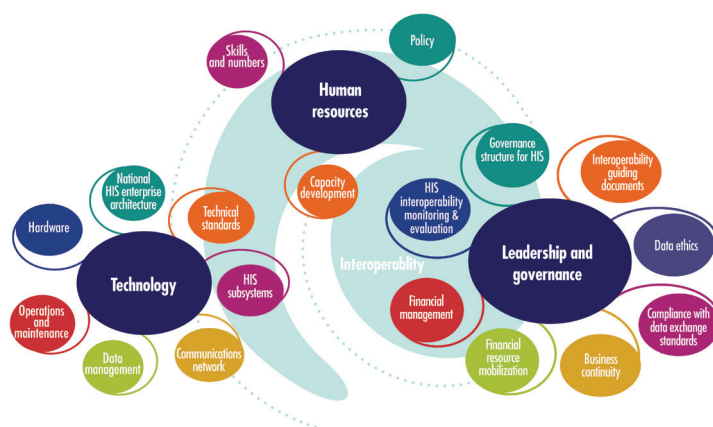 Policy
Skills
and numbers
Human
resources
Governance
structure for HIS
Interoperability
guiding
documents
National
HIS enterprise
architecture
Capacity
development
HIS
interoperability
monitoring &
evaluation
Technical
standards
Hardware
Data ethics
Leadership and
governance
Interoperablity
Technology
HIS
subsystems
Financial
management
Operations
and
maintenance
Compliance with
data exchange
standards
Data
management
Communications
network
Financial
resource
mobilization
Business
continuity